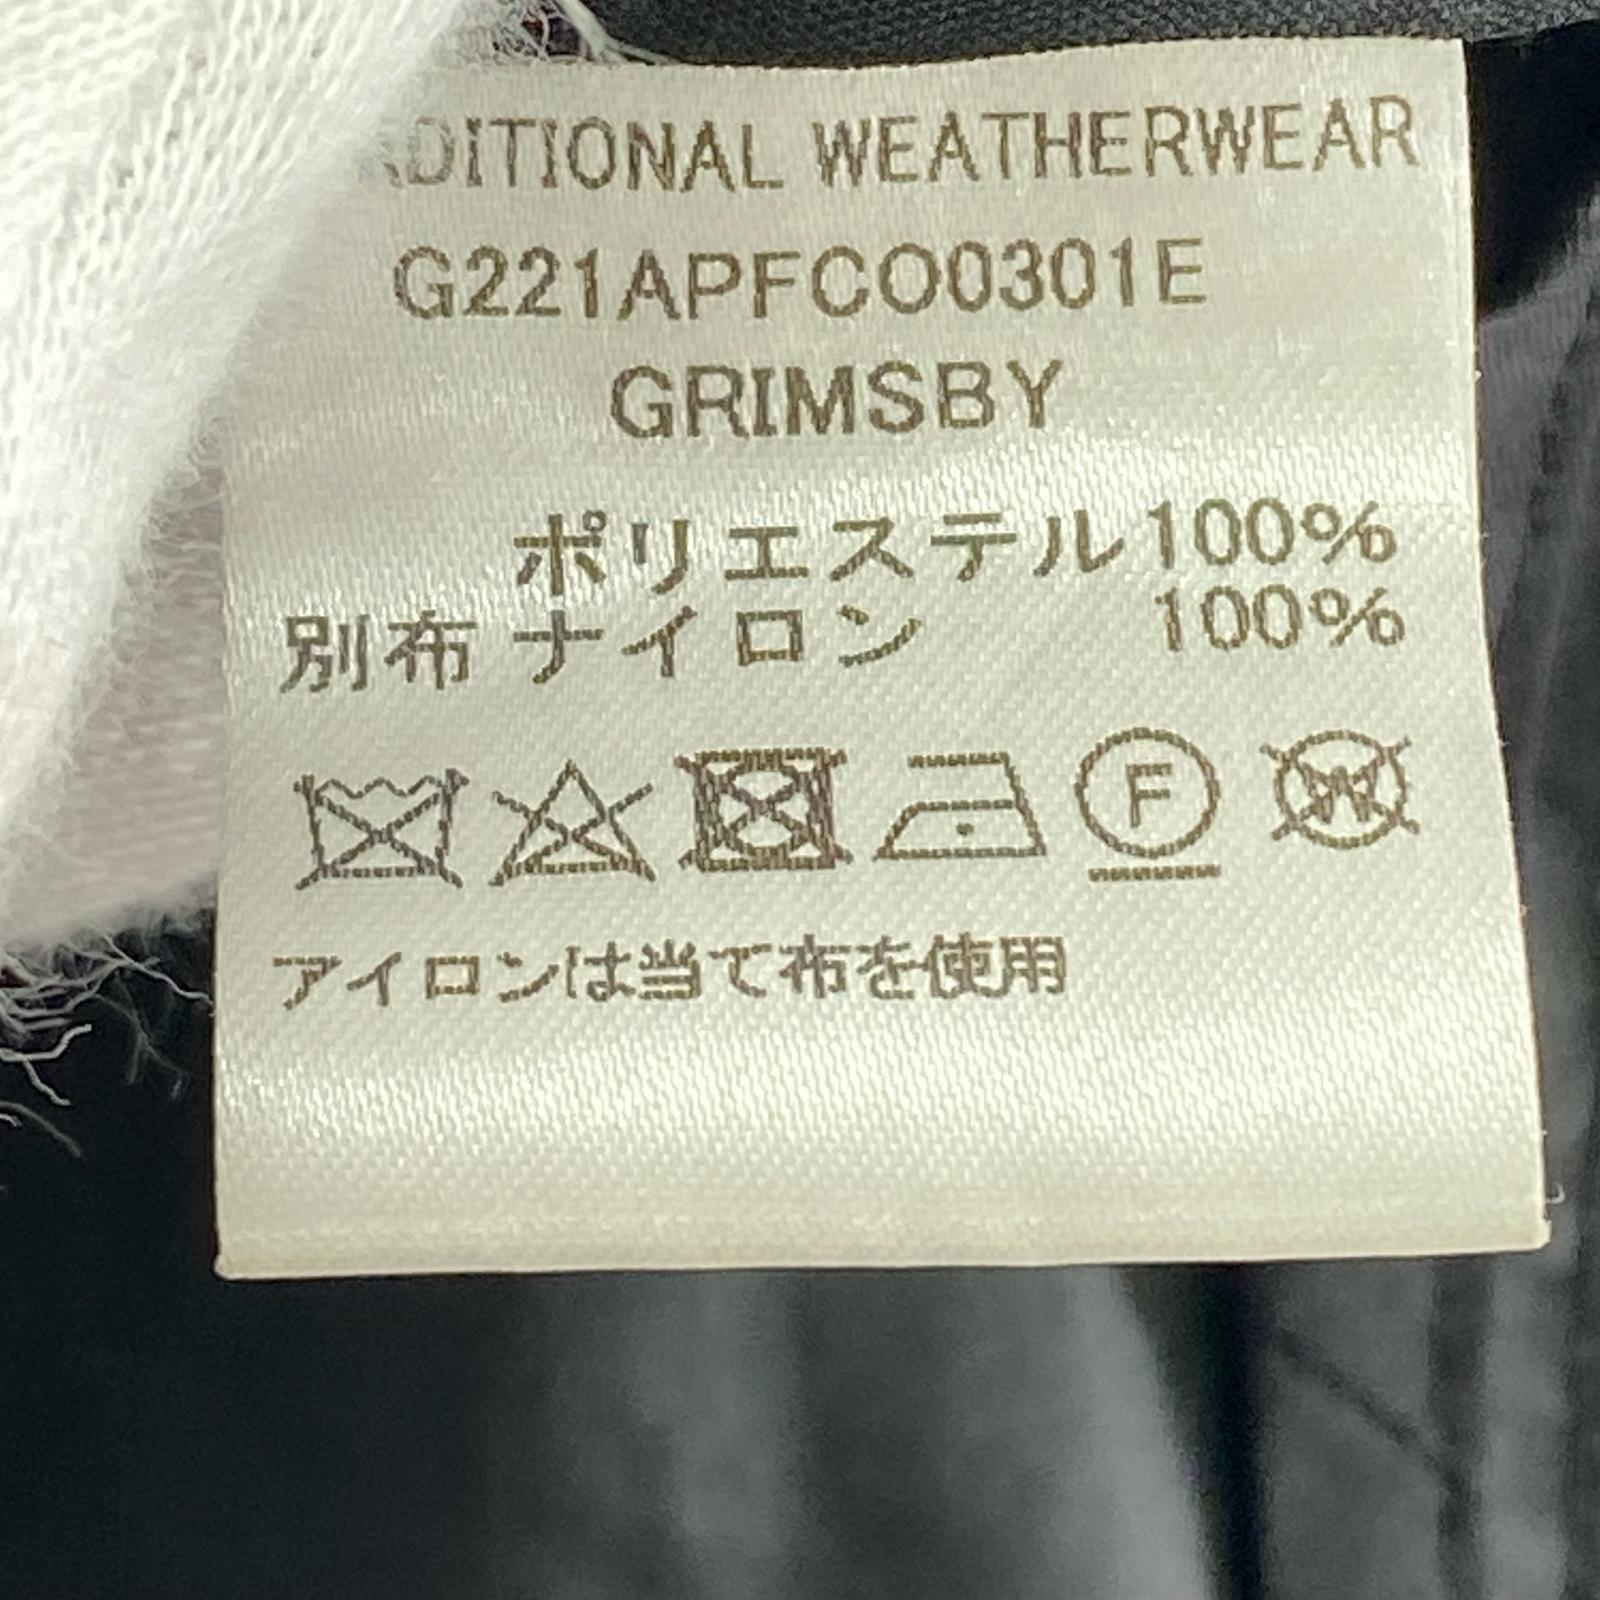 ADITIONAL WEATHERWEAR
G221APFCO0301E
GRIMSBY
ポリエステル100%
別布 ナイロン 100%
F W
アイロンは当て布を使用